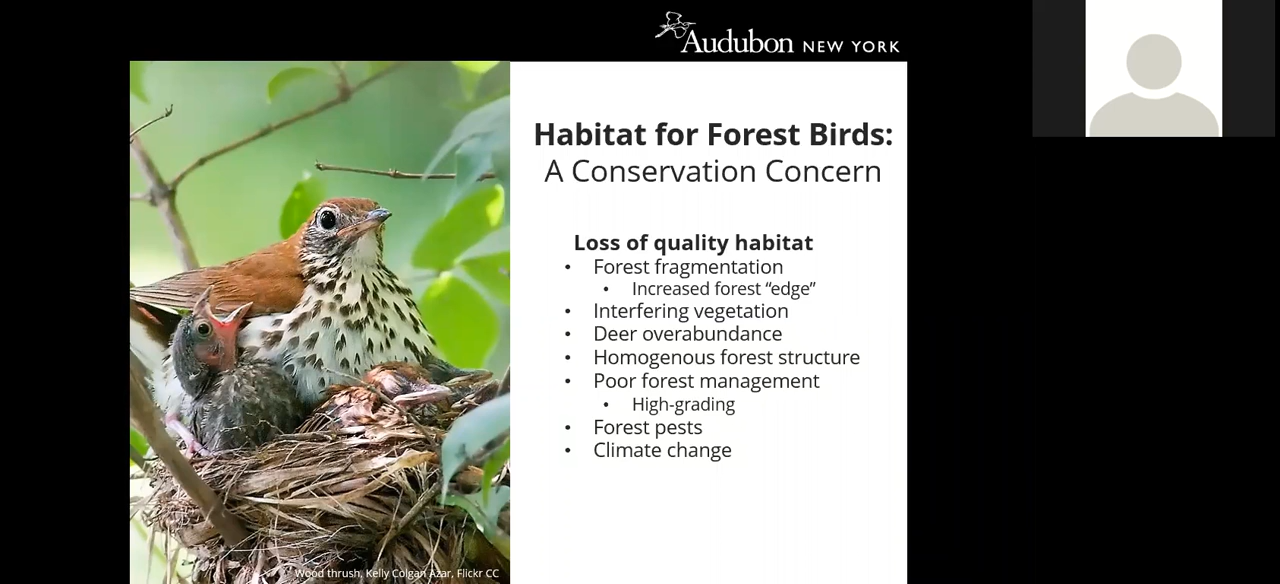 Audubon NEW YORK
Habitat for Forest Birds:
A Conservation Concern
Loss of quality habitat
• Forest fragmentation
• Increased forest “edge”
• Interfering vegetation
• Deer overabundance
• Homogenous forest structure
• Poor forest management
• High-grading
• Forest pests
• Climate change
Wood thrush, Kelly Colgan Azar, Flickr CC